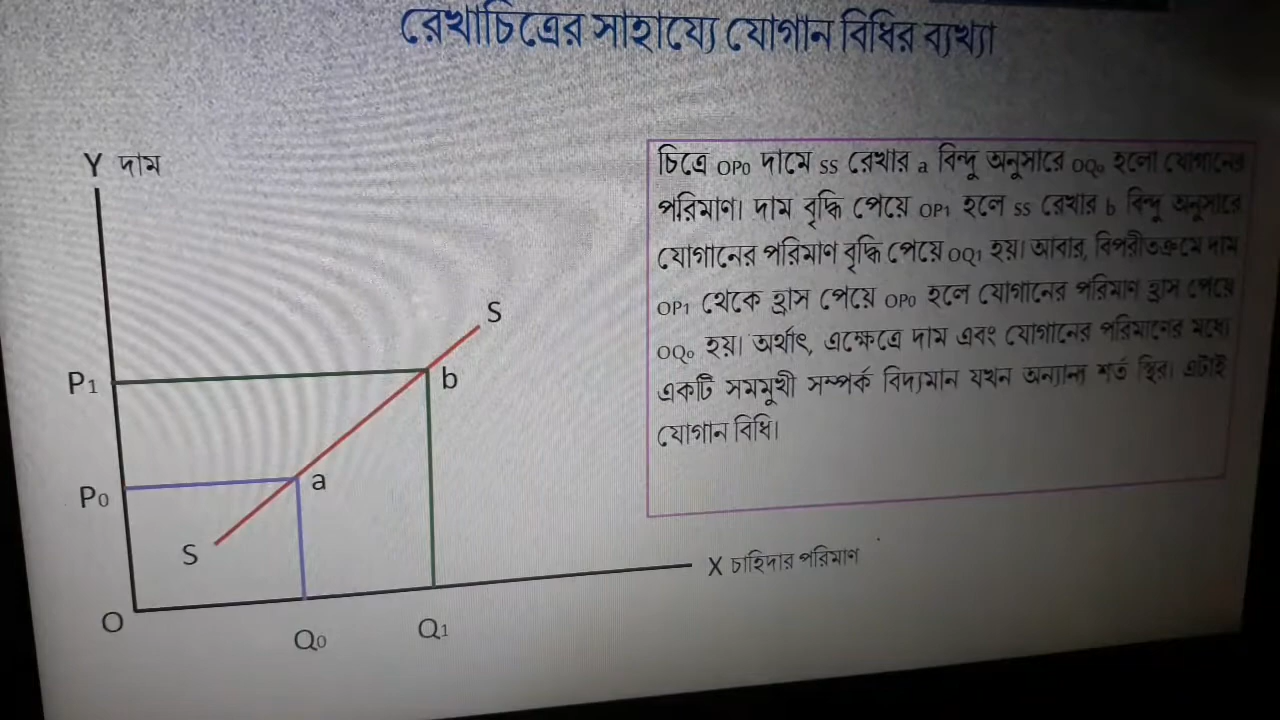 রেখাচিত্রের সাহায্যে যোগান বিধির ব্যখ্যা
Y দাম
চিত্রে OP0 দামে SS রেখার a বিন্দু অনুসারে OQ0 হলো যোগানের
পরিমাণ। দাম বৃদ্ধি পেয়ে OP1 হলে SS রেখার b বিন্দু অনুসারে
যোগানের পরিমাণ বৃদ্ধি পেয়ে OQ1 হয়। আবার, বিপরীতক্রমে দাম
OP1 থেকে হ্রাস পেয়ে OP0 হলে যোগানের পরিমাণ হ্রাস পেয়ে
OQ0 হয়। অর্থাৎ, এক্ষেত্রে দাম এবং যোগানের পরিমানের মধ্যে
একটি সমমূখী সম্পর্ক বিদ্যমান যখন অন্যান্য শর্ত স্থির। এটাই
যোগান বিধি।
S
P1
b
P0
a
S
X চাহিদার পরিমাণ
O
Q0
Q1